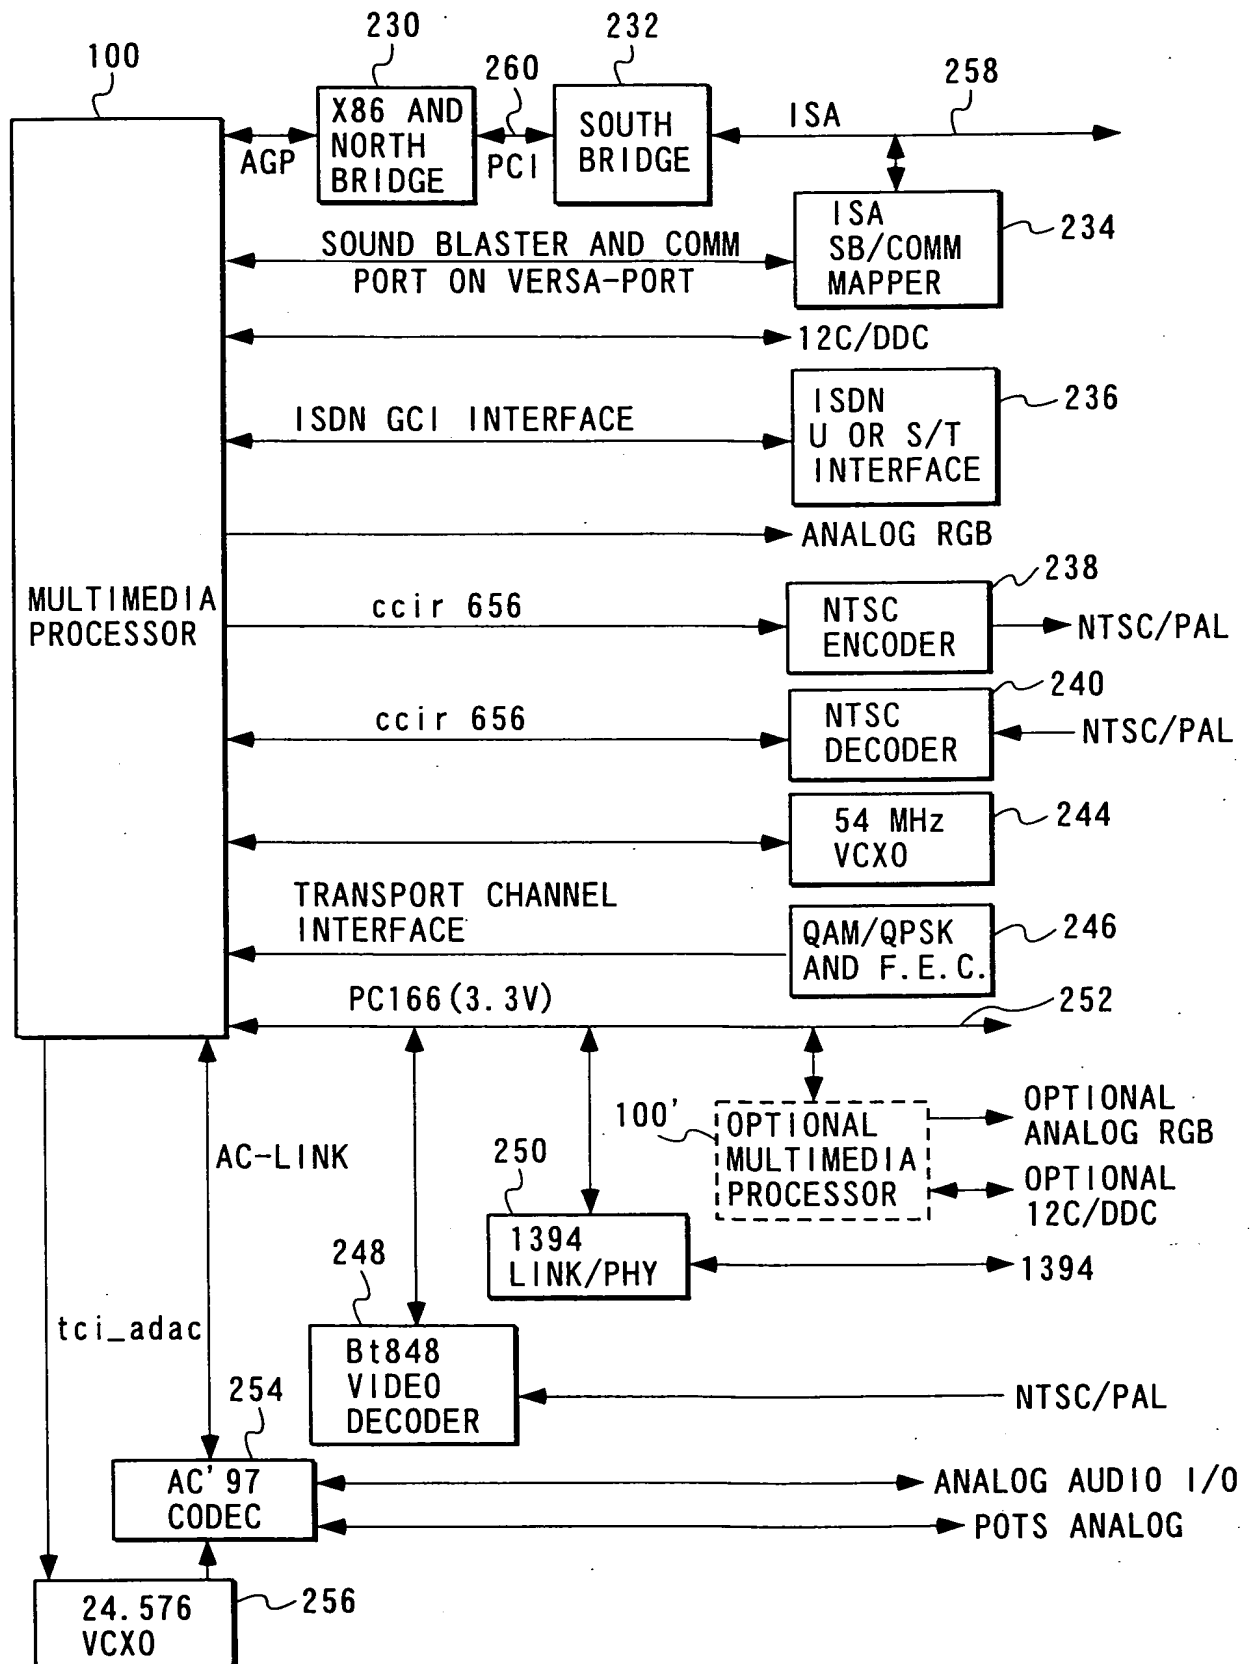 100
230
232
260
258
X86 AND
NORTH
BRIDGE
SOUTH
BRIDGE
ISA
AGP
PCI
ISA
SB/COMM
MAPPER
234
SOUND BLASTER AND COMM
PORT ON VERSA-PORT
12C/DDC
ISDN GCI INTERFACE
ISDN
U OR S/T
INTERFACE
236
ANALOG RGB
MULTIMEDIA
PROCESSOR
ccir 656
NTSC
ENCODER
238
NTSC/PAL
ccir 656
NTSC
DECODER
240
NTSC/PAL
54 MHz
VCXO
244
TRANSPORT CHANNEL
INTERFACE
QAM/QPSK
AND F.E.C.
246
PC166(3.3V)
252
100'
OPTIONAL
MULTIMEDIA
PROCESSOR
OPTIONAL
ANALOG RGB
OPTIONAL
12C/DDC
AC-LINK
250
1394
LINK/PHY
1394
248
tci_adac
Bt848
VIDEO
DECODER
NTSC/PAL
254
AC'97
CODEC
ANALOG AUDIO I/O
POTS ANALOG
24.576
VCXO
256